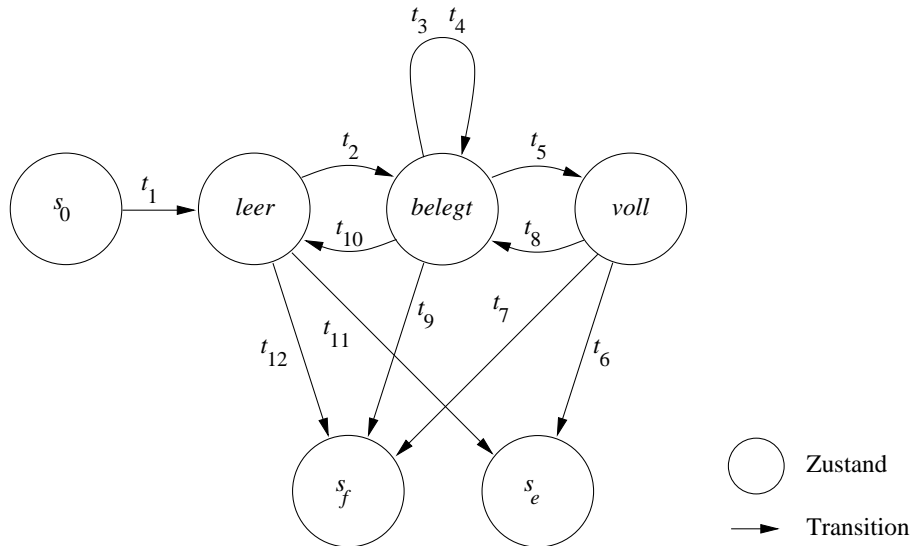 t3 t4
t2
t5
t1
s0
leer
belegt
voll
t10
t8
t9
t7
t12
t11
t6
sf
se
Zustand
Transition